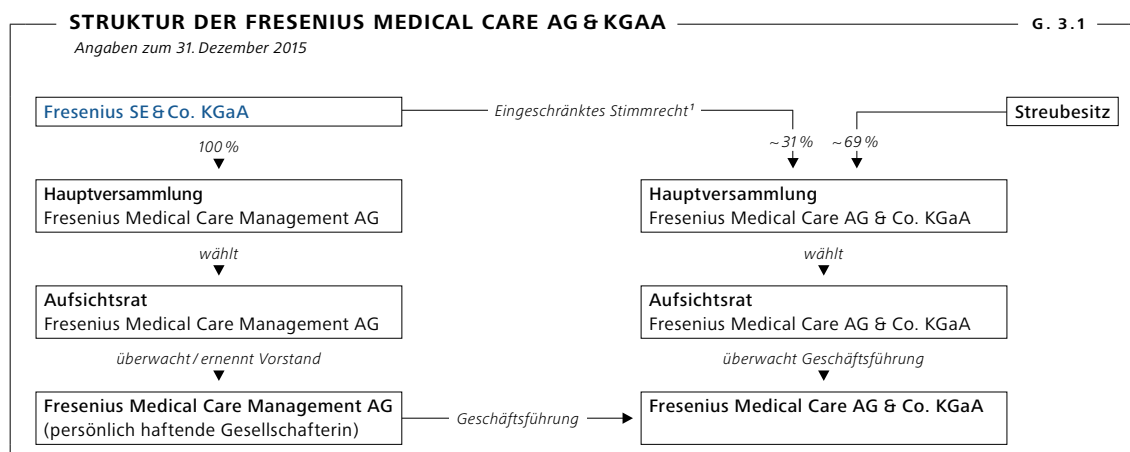 STRUKTUR DER FRESENIUS MEDICAL CARE AG & KGAA
G. 3.1
Angaben zum 31. Dezember 2015
Fresenius SE & Co. KGaA
Eingeschränktes Stimmrecht¹
Streubesitz
100 %
~31 %
~69 %
Hauptversammlung
Fresenius Medical Care Management AG
Hauptversammlung
Fresenius Medical Care AG & Co. KGaA
wählt
wählt
Aufsichtsrat
Fresenius Medical Care Management AG
Aufsichtsrat
Fresenius Medical Care AG & Co. KGaA
überwacht / ernennt Vorstand
überwacht Geschäftsführung
Fresenius Medical Care Management AG
(persönlich haftende Gesellschafterin)
Geschäftsführung
Fresenius Medical Care AG & Co. KGaA